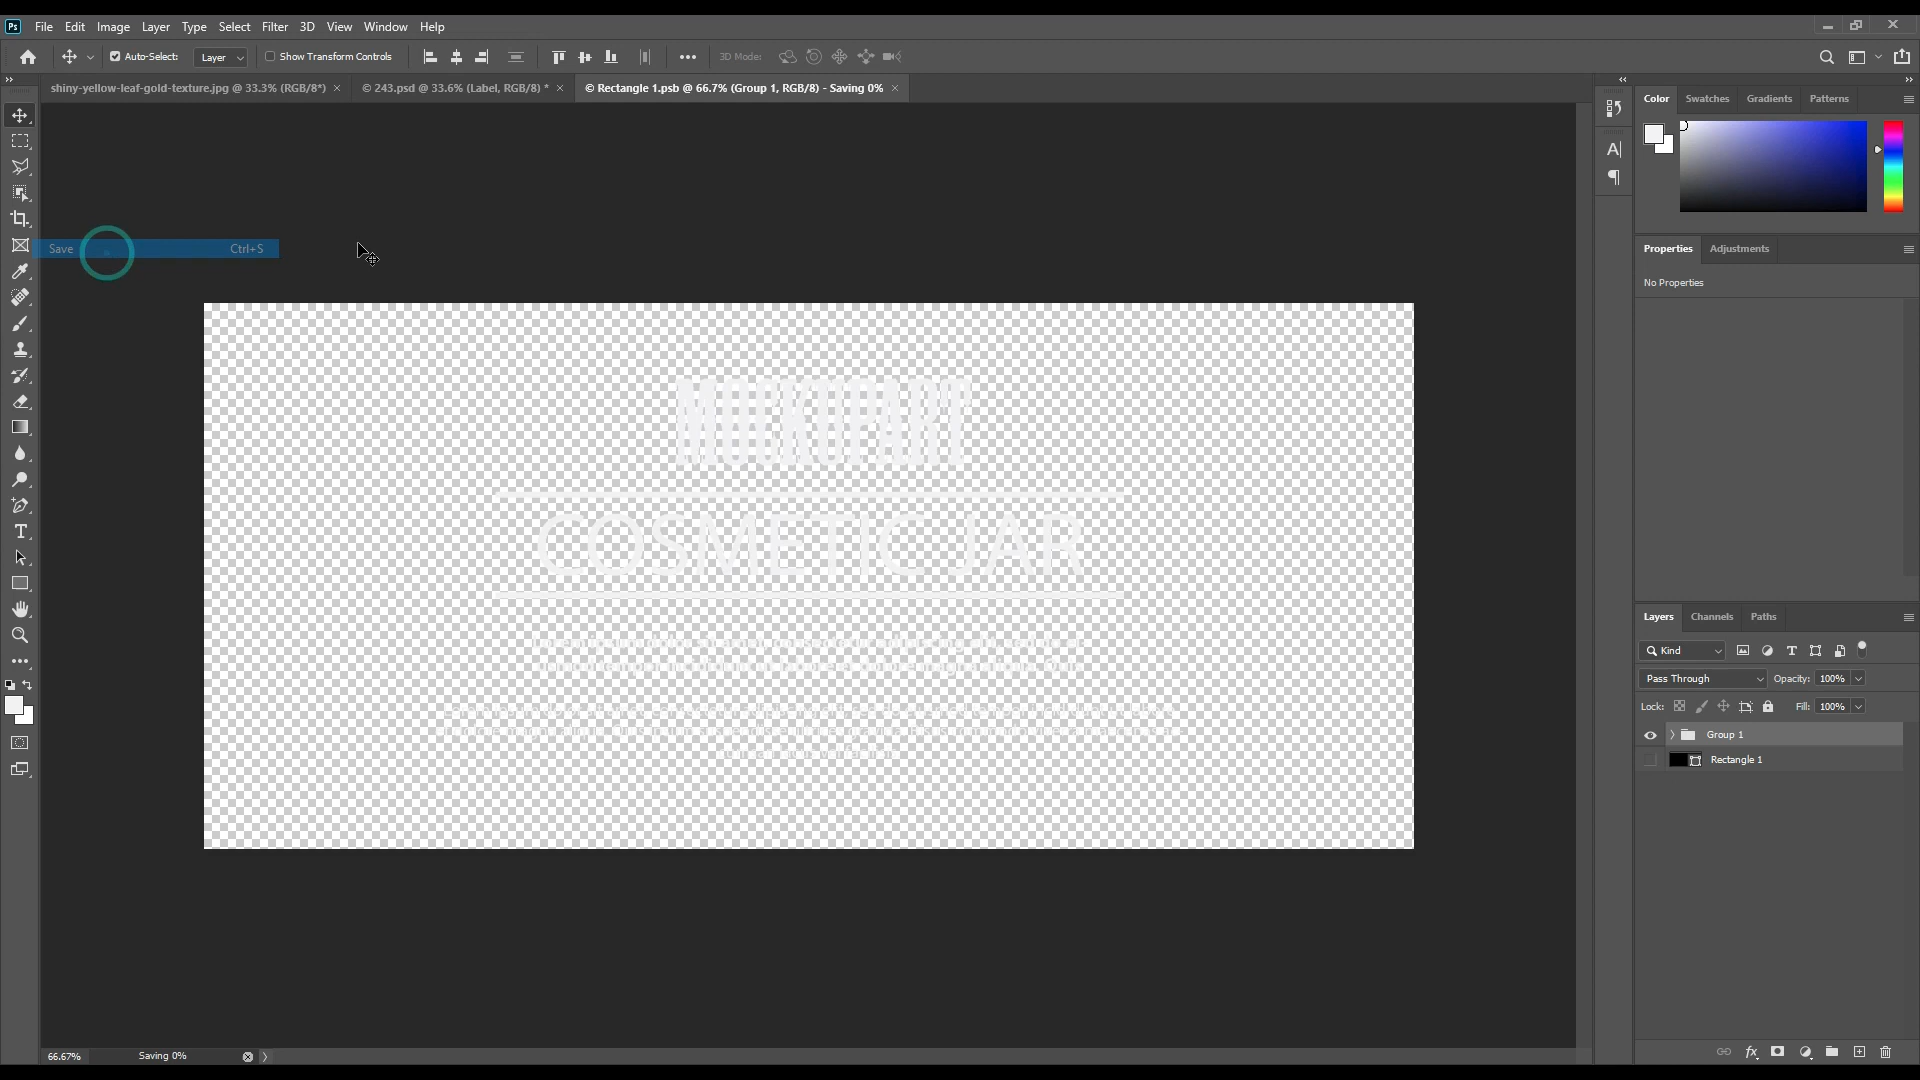 Ps File Edit Image Layer Type Select Filter 3D View Window Help
Auto-Select: Layer Show Transform Controls 3D Mode:
shiny-yellow-leaf-gold-texture.jpg @ 33.3% (RGB/8*) × © 243.psd @ 33.6% (Label, RGB/8) * × © Rectangle 1.psb @ 66.7% (Group 1, RGB/8) - Saving 0% ×
Color Swatches Gradients Patterns
Save Ctrl+S
Properties Adjustments
No Properties
MOCKUPART
COSMETIC JAR
Layers Channels Paths
Kind
Pass Through Opacity: 100%
Lock: Fill: 100%
Group 1
Rectangle 1
66.67% Saving 0%